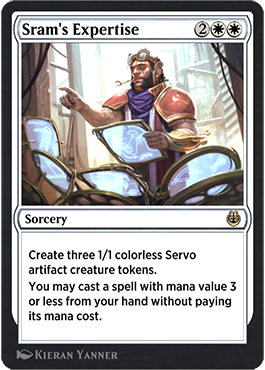 Sram's Expertise 2
Sorcery
Create three 1/1 colorless Servo
artifact creature tokens.
You may cast a spell with mana value 3
or less from your hand without paying
its mana cost.
KIERAN YANNER